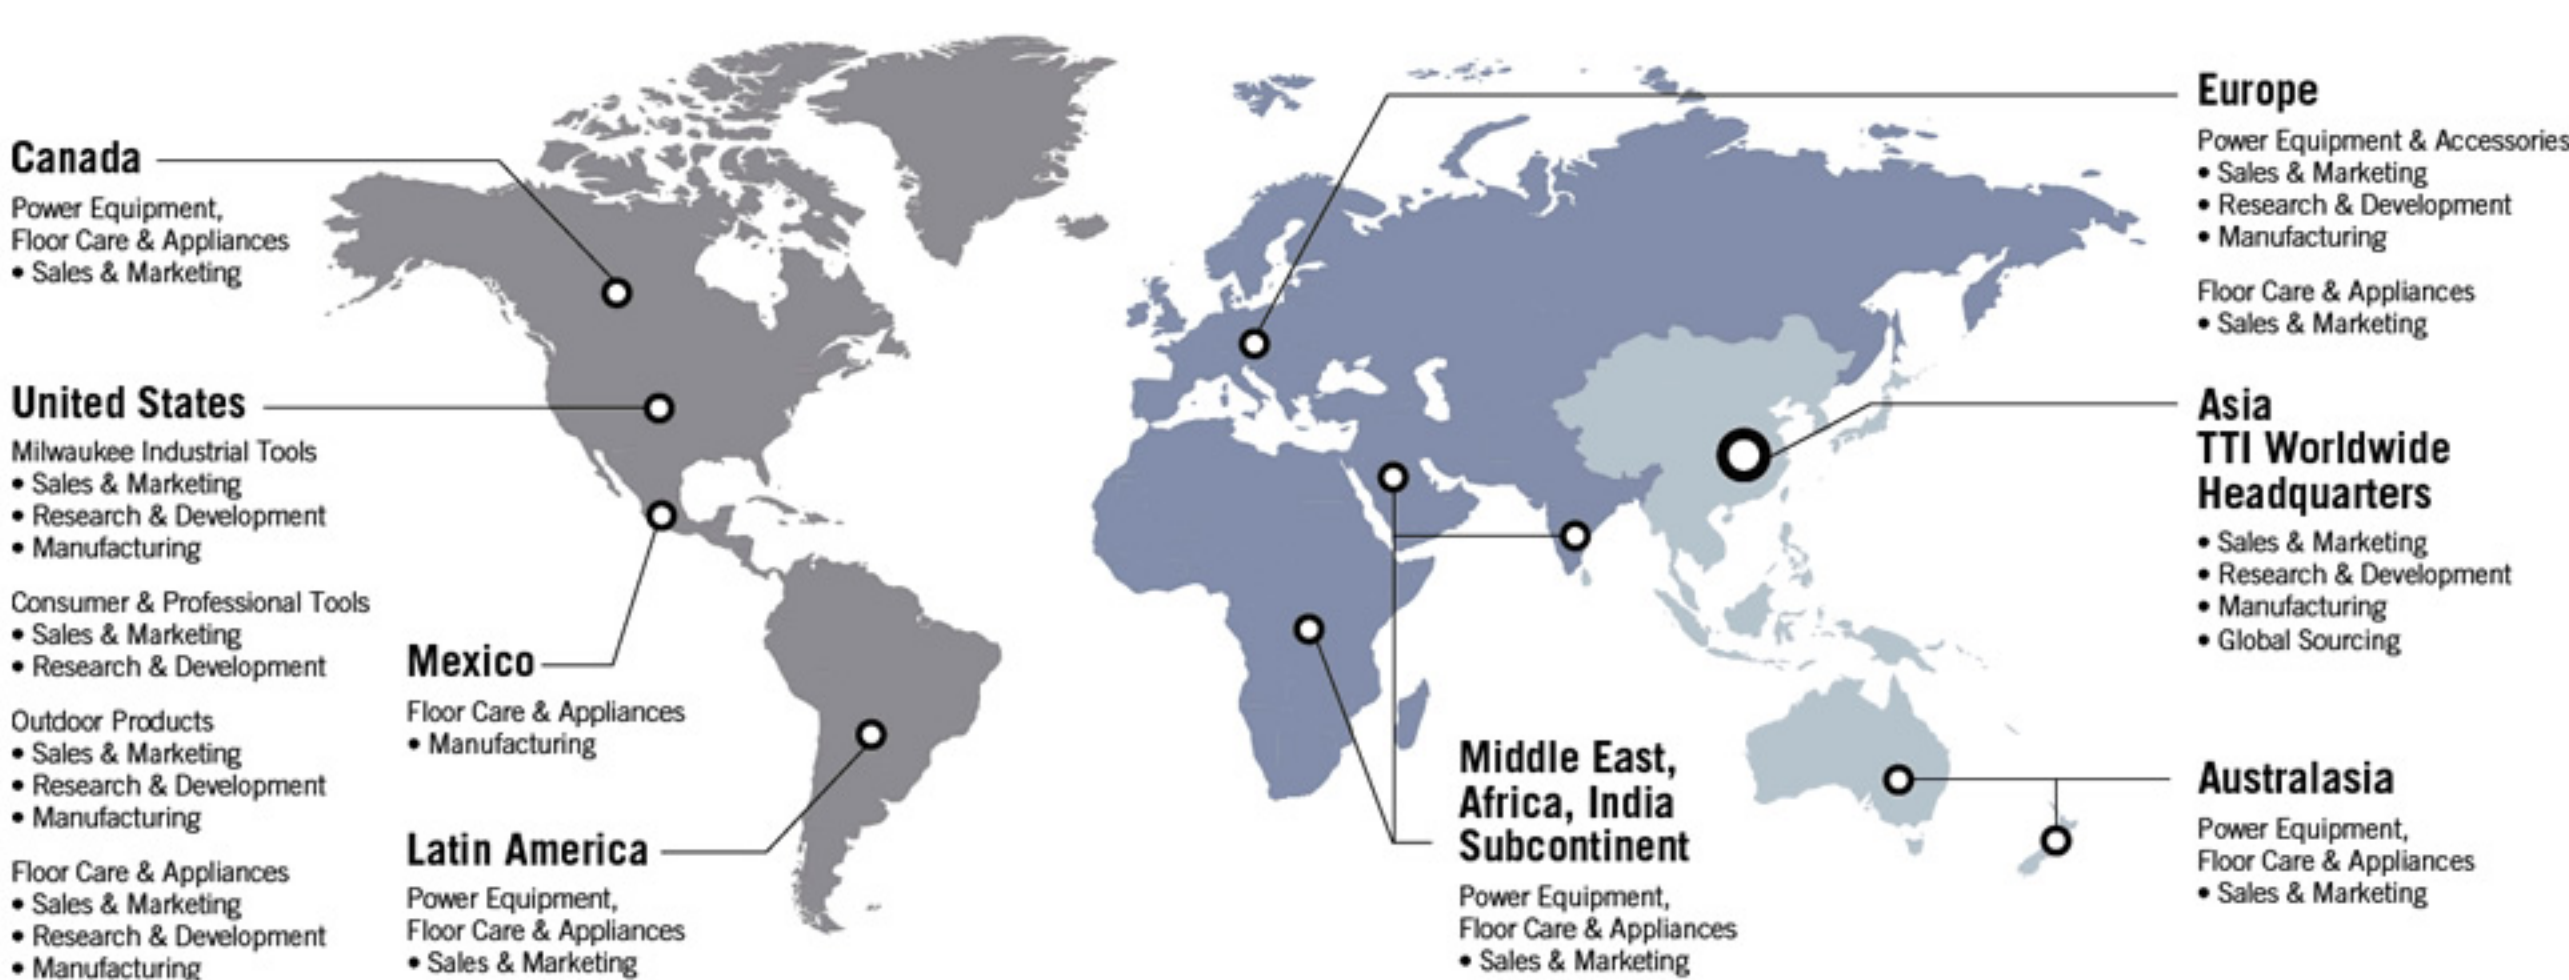 Canada
Power Equipment,
Floor Care & Appliances
• Sales & Marketing
United States
Milwaukee Industrial Tools
• Sales & Marketing
• Research & Development
• Manufacturing
Consumer & Professional Tools
• Sales & Marketing
• Research & Development
Outdoor Products
• Sales & Marketing
• Research & Development
• Manufacturing
Floor Care & Appliances
• Sales & Marketing
• Research & Development
• Manufacturing
Mexico
Floor Care & Appliances
• Manufacturing
Latin America
Power Equipment,
Floor Care & Appliances
• Sales & Marketing
Middle East,
Africa, India
Subcontinent
Power Equipment,
Floor Care & Appliances
• Sales & Marketing
Europe
Power Equipment & Accessories
• Sales & Marketing
• Research & Development
• Manufacturing
Floor Care & Appliances
• Sales & Marketing
Asia
TTI Worldwide
Headquarters
• Sales & Marketing
• Research & Development
• Manufacturing
• Global Sourcing
Australasia
Power Equipment,
Floor Care & Appliances
• Sales & Marketing